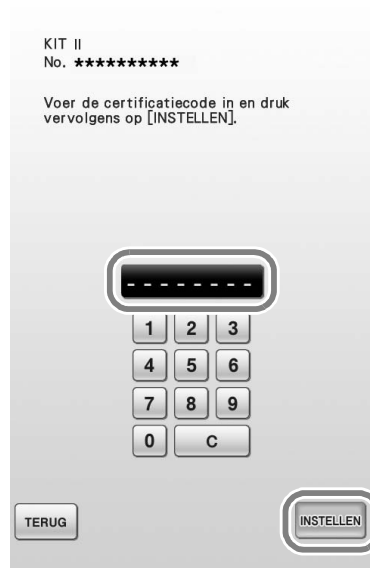 KIT II
No. **********
Voer de certificatiecode in en druk
vervolgens op [INSTELLEN].
- - - - - - - -
1 2 3
4 5 6
7 8 9
0 C
TERUG INSTELLEN